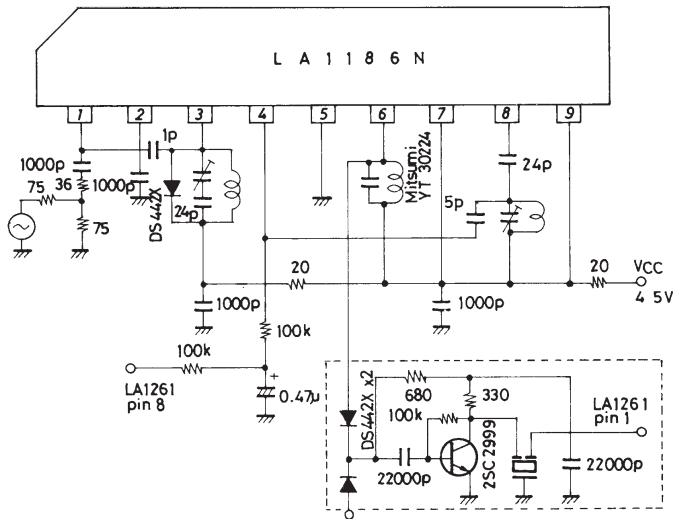 L A 1 1 8 6 N
1 2 3 4 5 6 7 8 9
1p
1000p
36
1000p
75
75
DS442X
24p
Mitsumi
YT 30224
5p
24p
20
20
VCC
4 5V
1000p
1000p
100k
100k
LA1261
pin 8
+
0.47μ
DS442X x2
680
330
100k
22000p
2SC2999
LA1261
pin 1
22000p